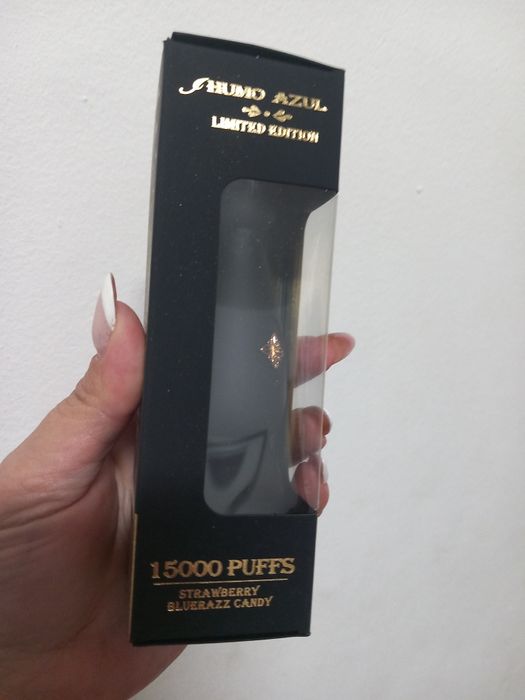 HUMO AZUL
LIMITED EDITION
15000 PUFFS
STRAWBERRY
BLUERAZZ CANDY